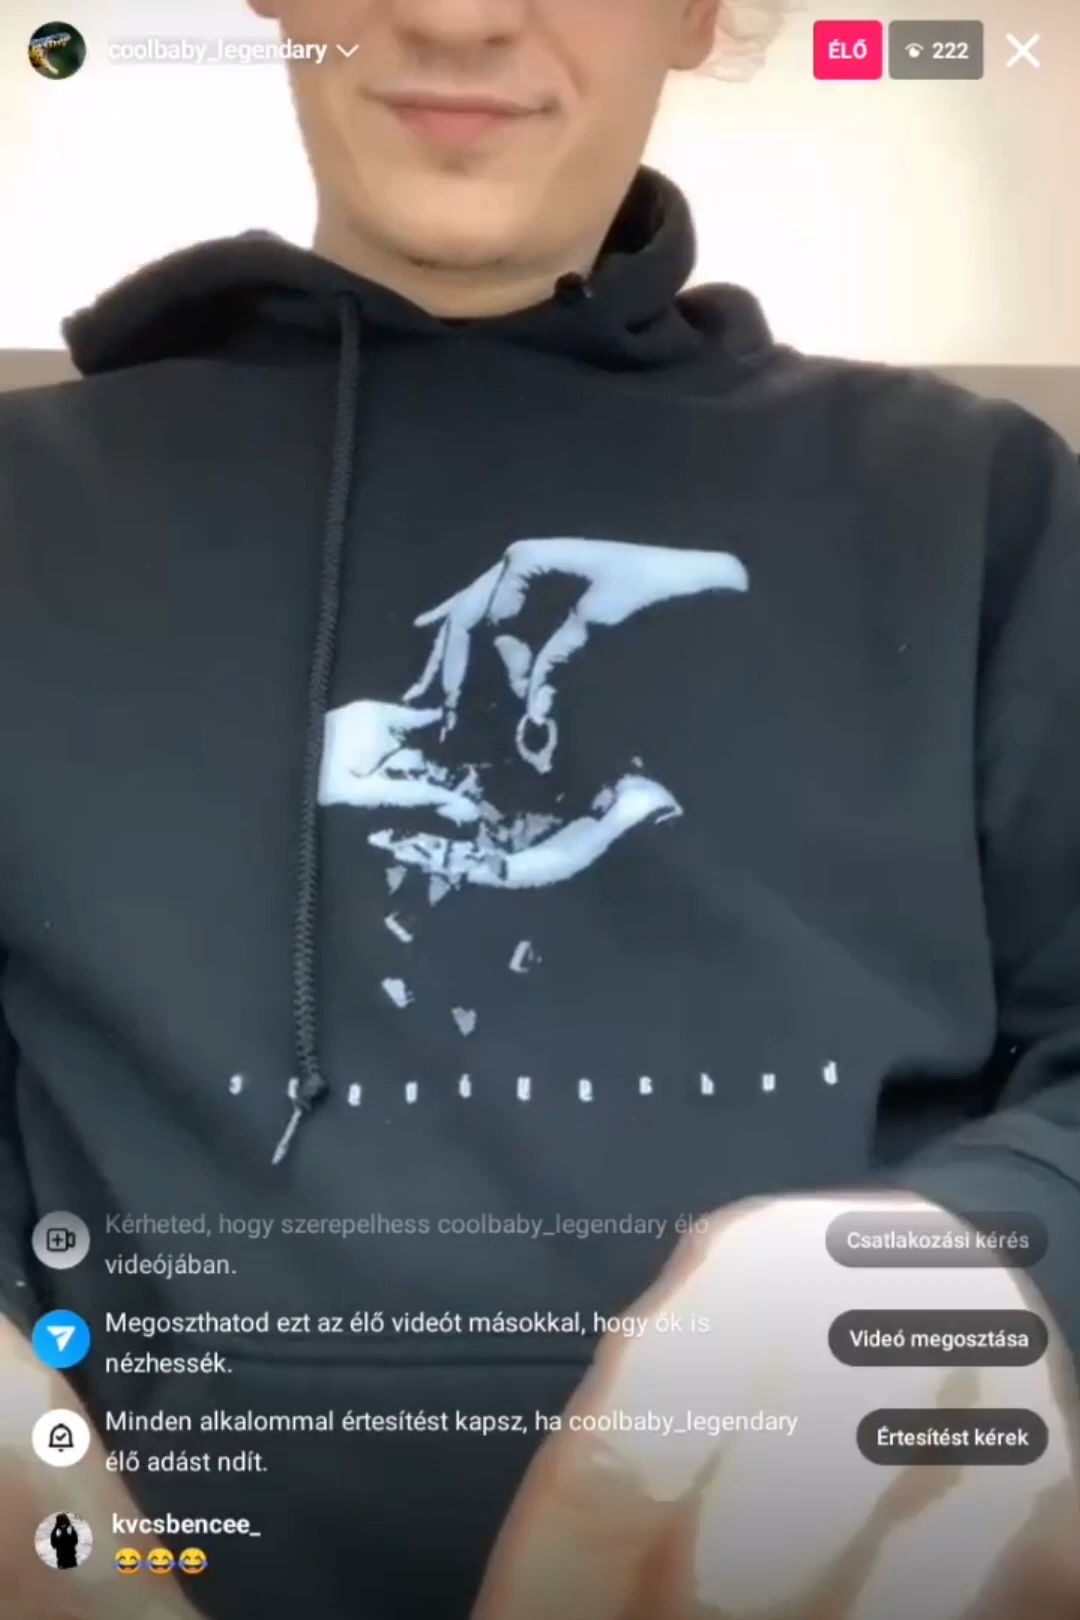 coolbaby_legendary
ÉLŐ
222
Kérheted, hogy szerepelhess coolbaby_legendary élő
videójában.
Csatlakozási kérés
Megoszthatod ezt az élő videót másokkal, hogy ők is
nézhessék.
Videó megosztása
Minden alkalommal értesítést kapsz, ha coolbaby_legendary
élő adást ndít.
Értesítést kérek
kvcsbencee_
😂😂😂